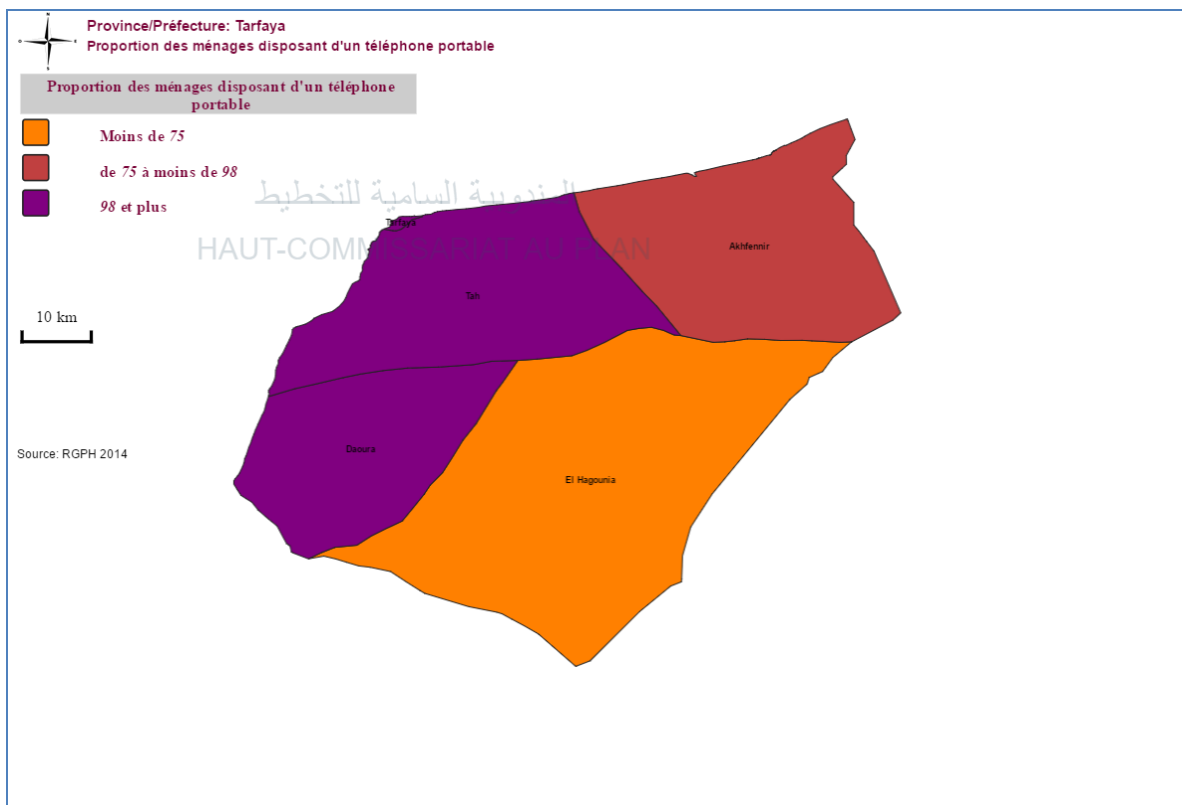 Province/Préfecture: Tarfaya
Proportion des ménages disposant d'un téléphone portable
Proportion des ménages disposant d'un téléphone
portable
Moins de 75
de 75 à moins de 98
98 et plus
المندوبية السامية للتخطيط
HAUT-COMMISSARIAT AU PLAN
Tarfaya
Akhfennir
Tah
10 km
Daoura
Source: RGPH 2014
El Hagounia